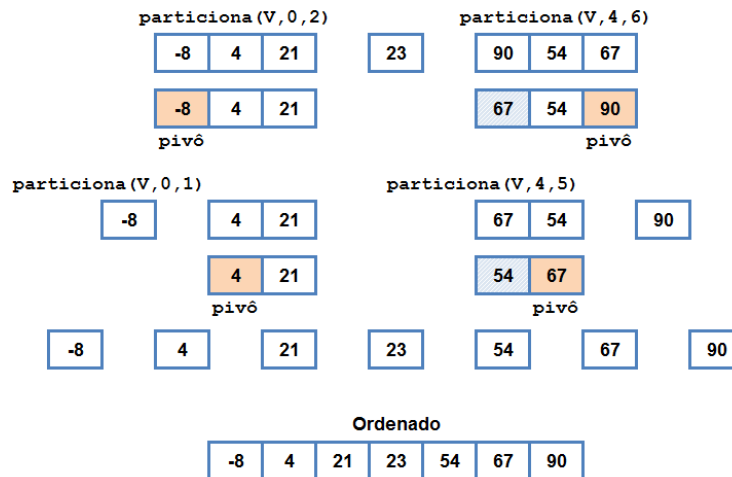 particiona(V,0,2) particiona(V,4,6)
-8 4 21 23 90 54 67
-8 4 21 67 54 90
pivô pivô
particiona(V,0,1) particiona(V,4,5)
-8 4 21 67 54 90
4 21 54 67
pivô pivô
-8 4 21 23 54 67 90
Ordenado
-8 4 21 23 54 67 90